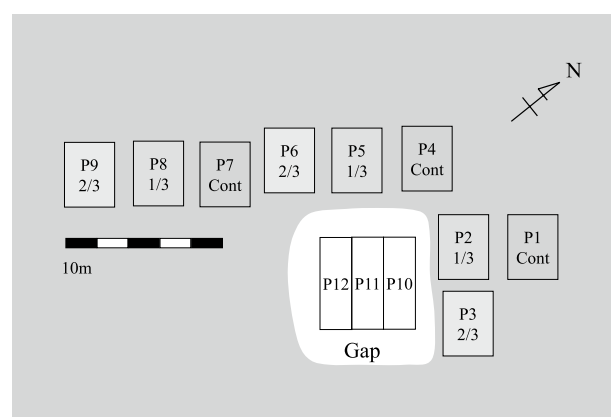 N
P9
2/3
P8
1/3
P7
Cont
P6
2/3
P5
1/3
P4
Cont
10m
P12
P11
P10
Gap
P2
1/3
P1
Cont
P3
2/3